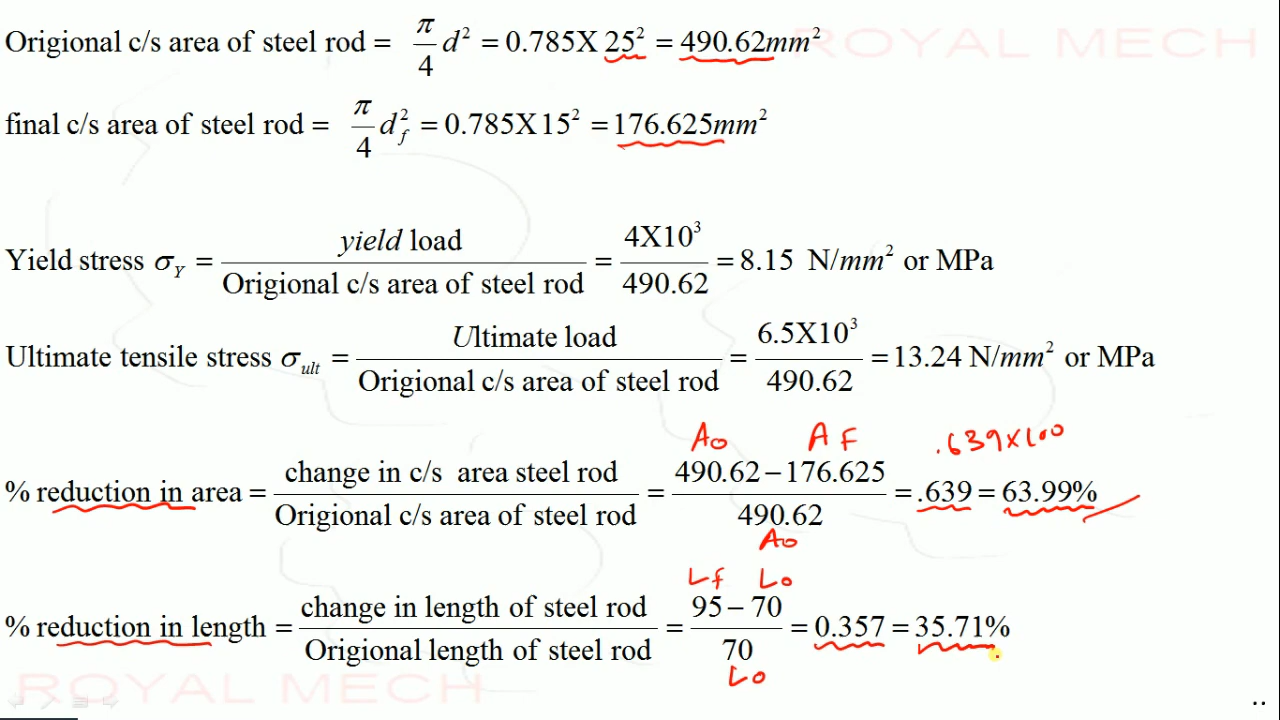 ROYAL MECH
Origional c/s area of steel rod = π/4 d² = 0.785X 25² = 490.62mm²
final c/s area of steel rod = π/4 d_f² = 0.785X15² = 176.625mm²
Yield stress σ_Y = yield load / Origional c/s area of steel rod = 4X10³ / 490.62 = 8.15 N/mm² or MPa
Ultimate tensile stress σ_ult = Ultimate load / Origional c/s area of steel rod = 6.5X10³ / 490.62 = 13.24 N/mm² or MPa
Ao AF .639x100
% reduction in area = change in c/s area steel rod / Origional c/s area of steel rod = 490.62−176.625 / 490.62 = .639 = 63.99%
Ao
Lf Lo
% reduction in length = change in length of steel rod / Origional length of steel rod = 95−70 / 70 = 0.357 = 35.71%
Lo
ROYAL MECH